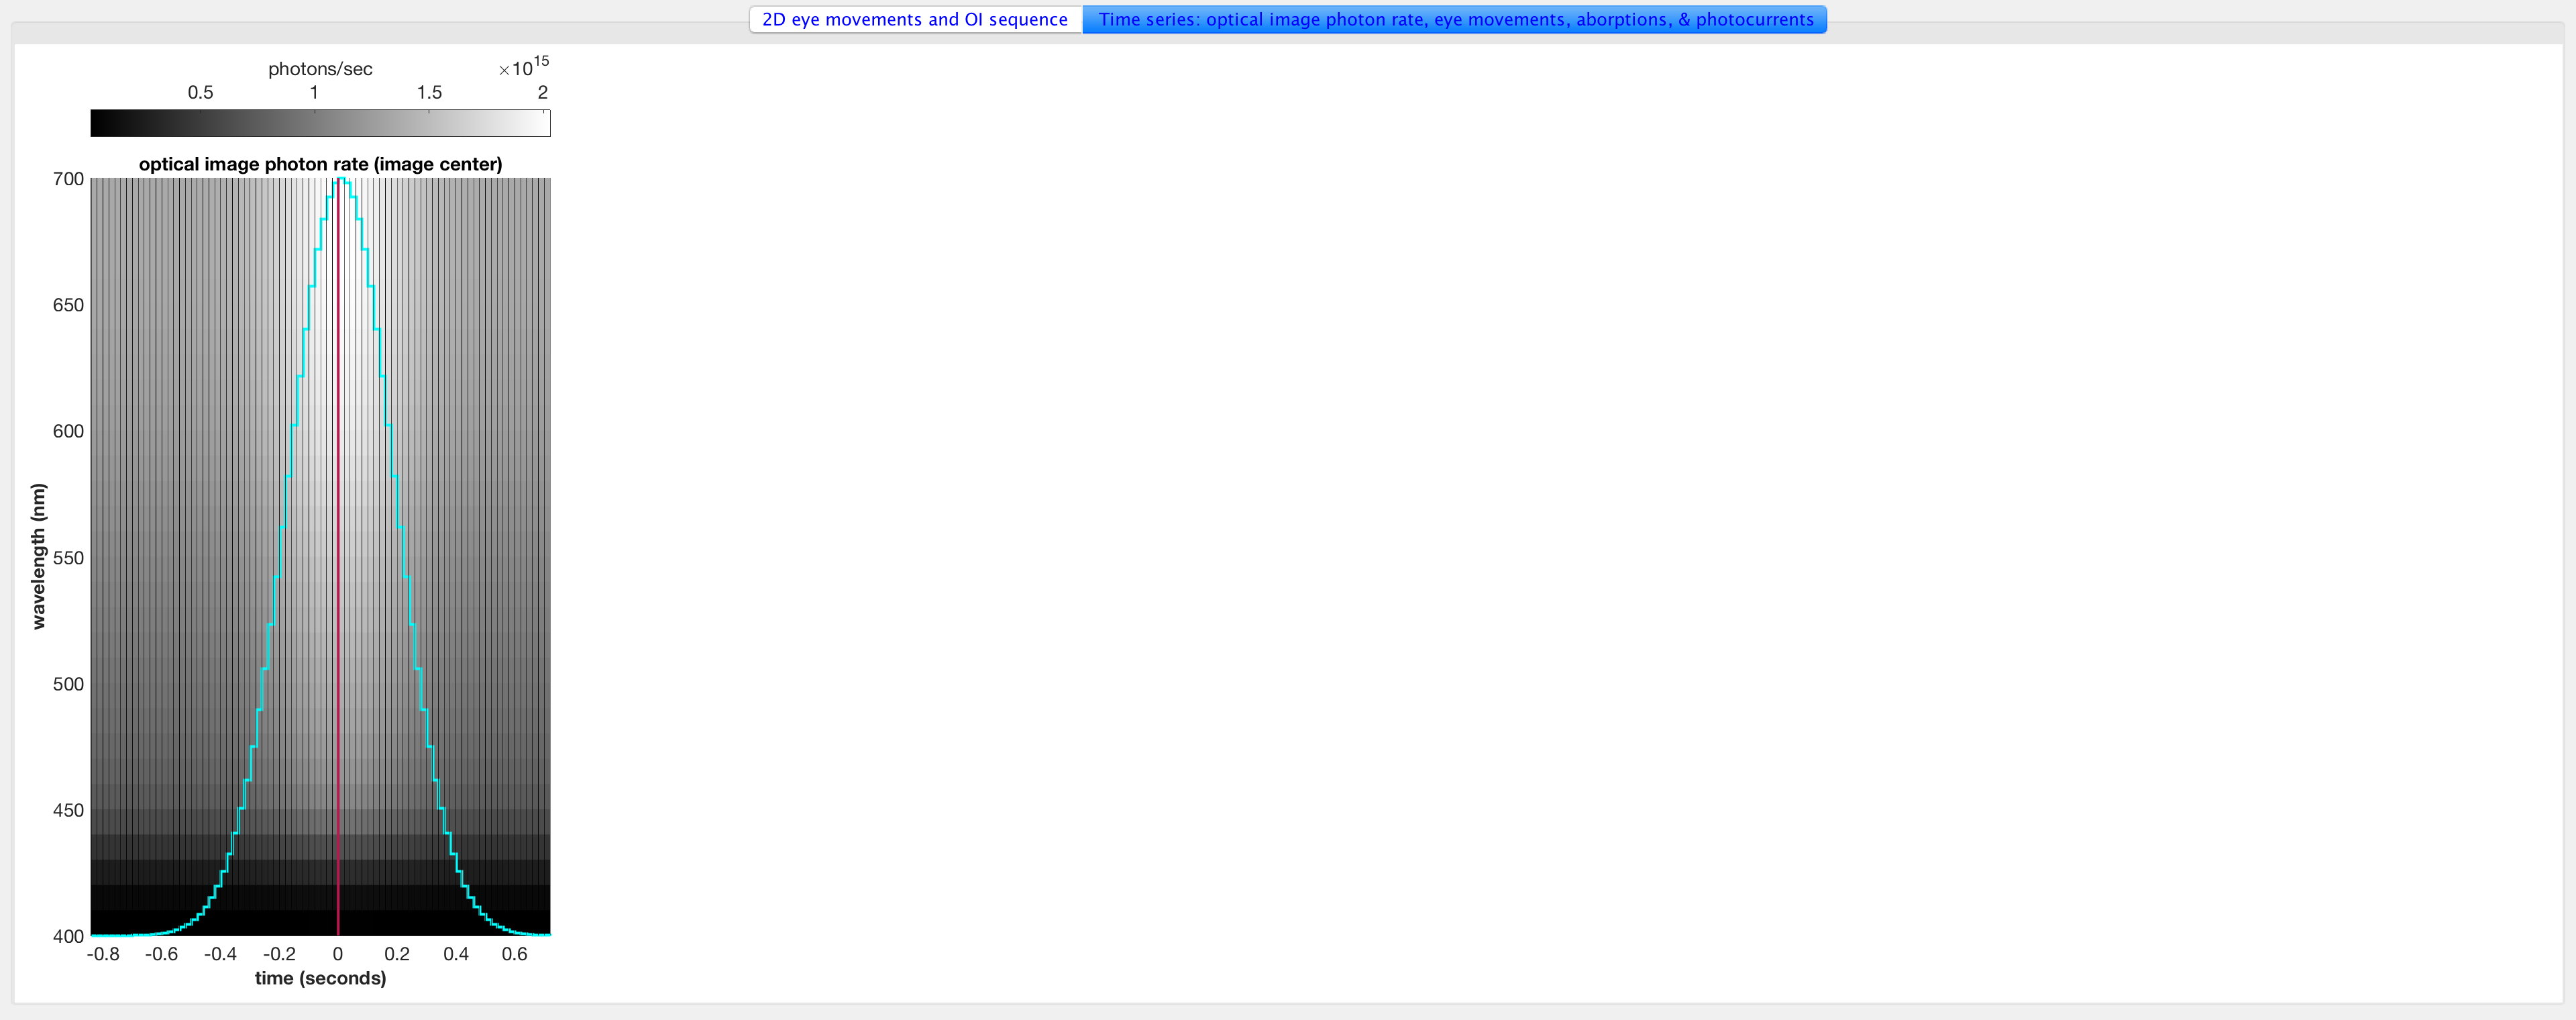 2D eye movements and OI sequence
Time series: optical image photon rate, eye movements, aborptions, & photocurrents
photons/sec
×10^15
0.5 1 1.5 2
optical image photon rate (image center)
700
650
600
550
500
450
400
wavelength (nm)
-0.8 -0.6 -0.4 -0.2 0 0.2 0.4 0.6
time (seconds)